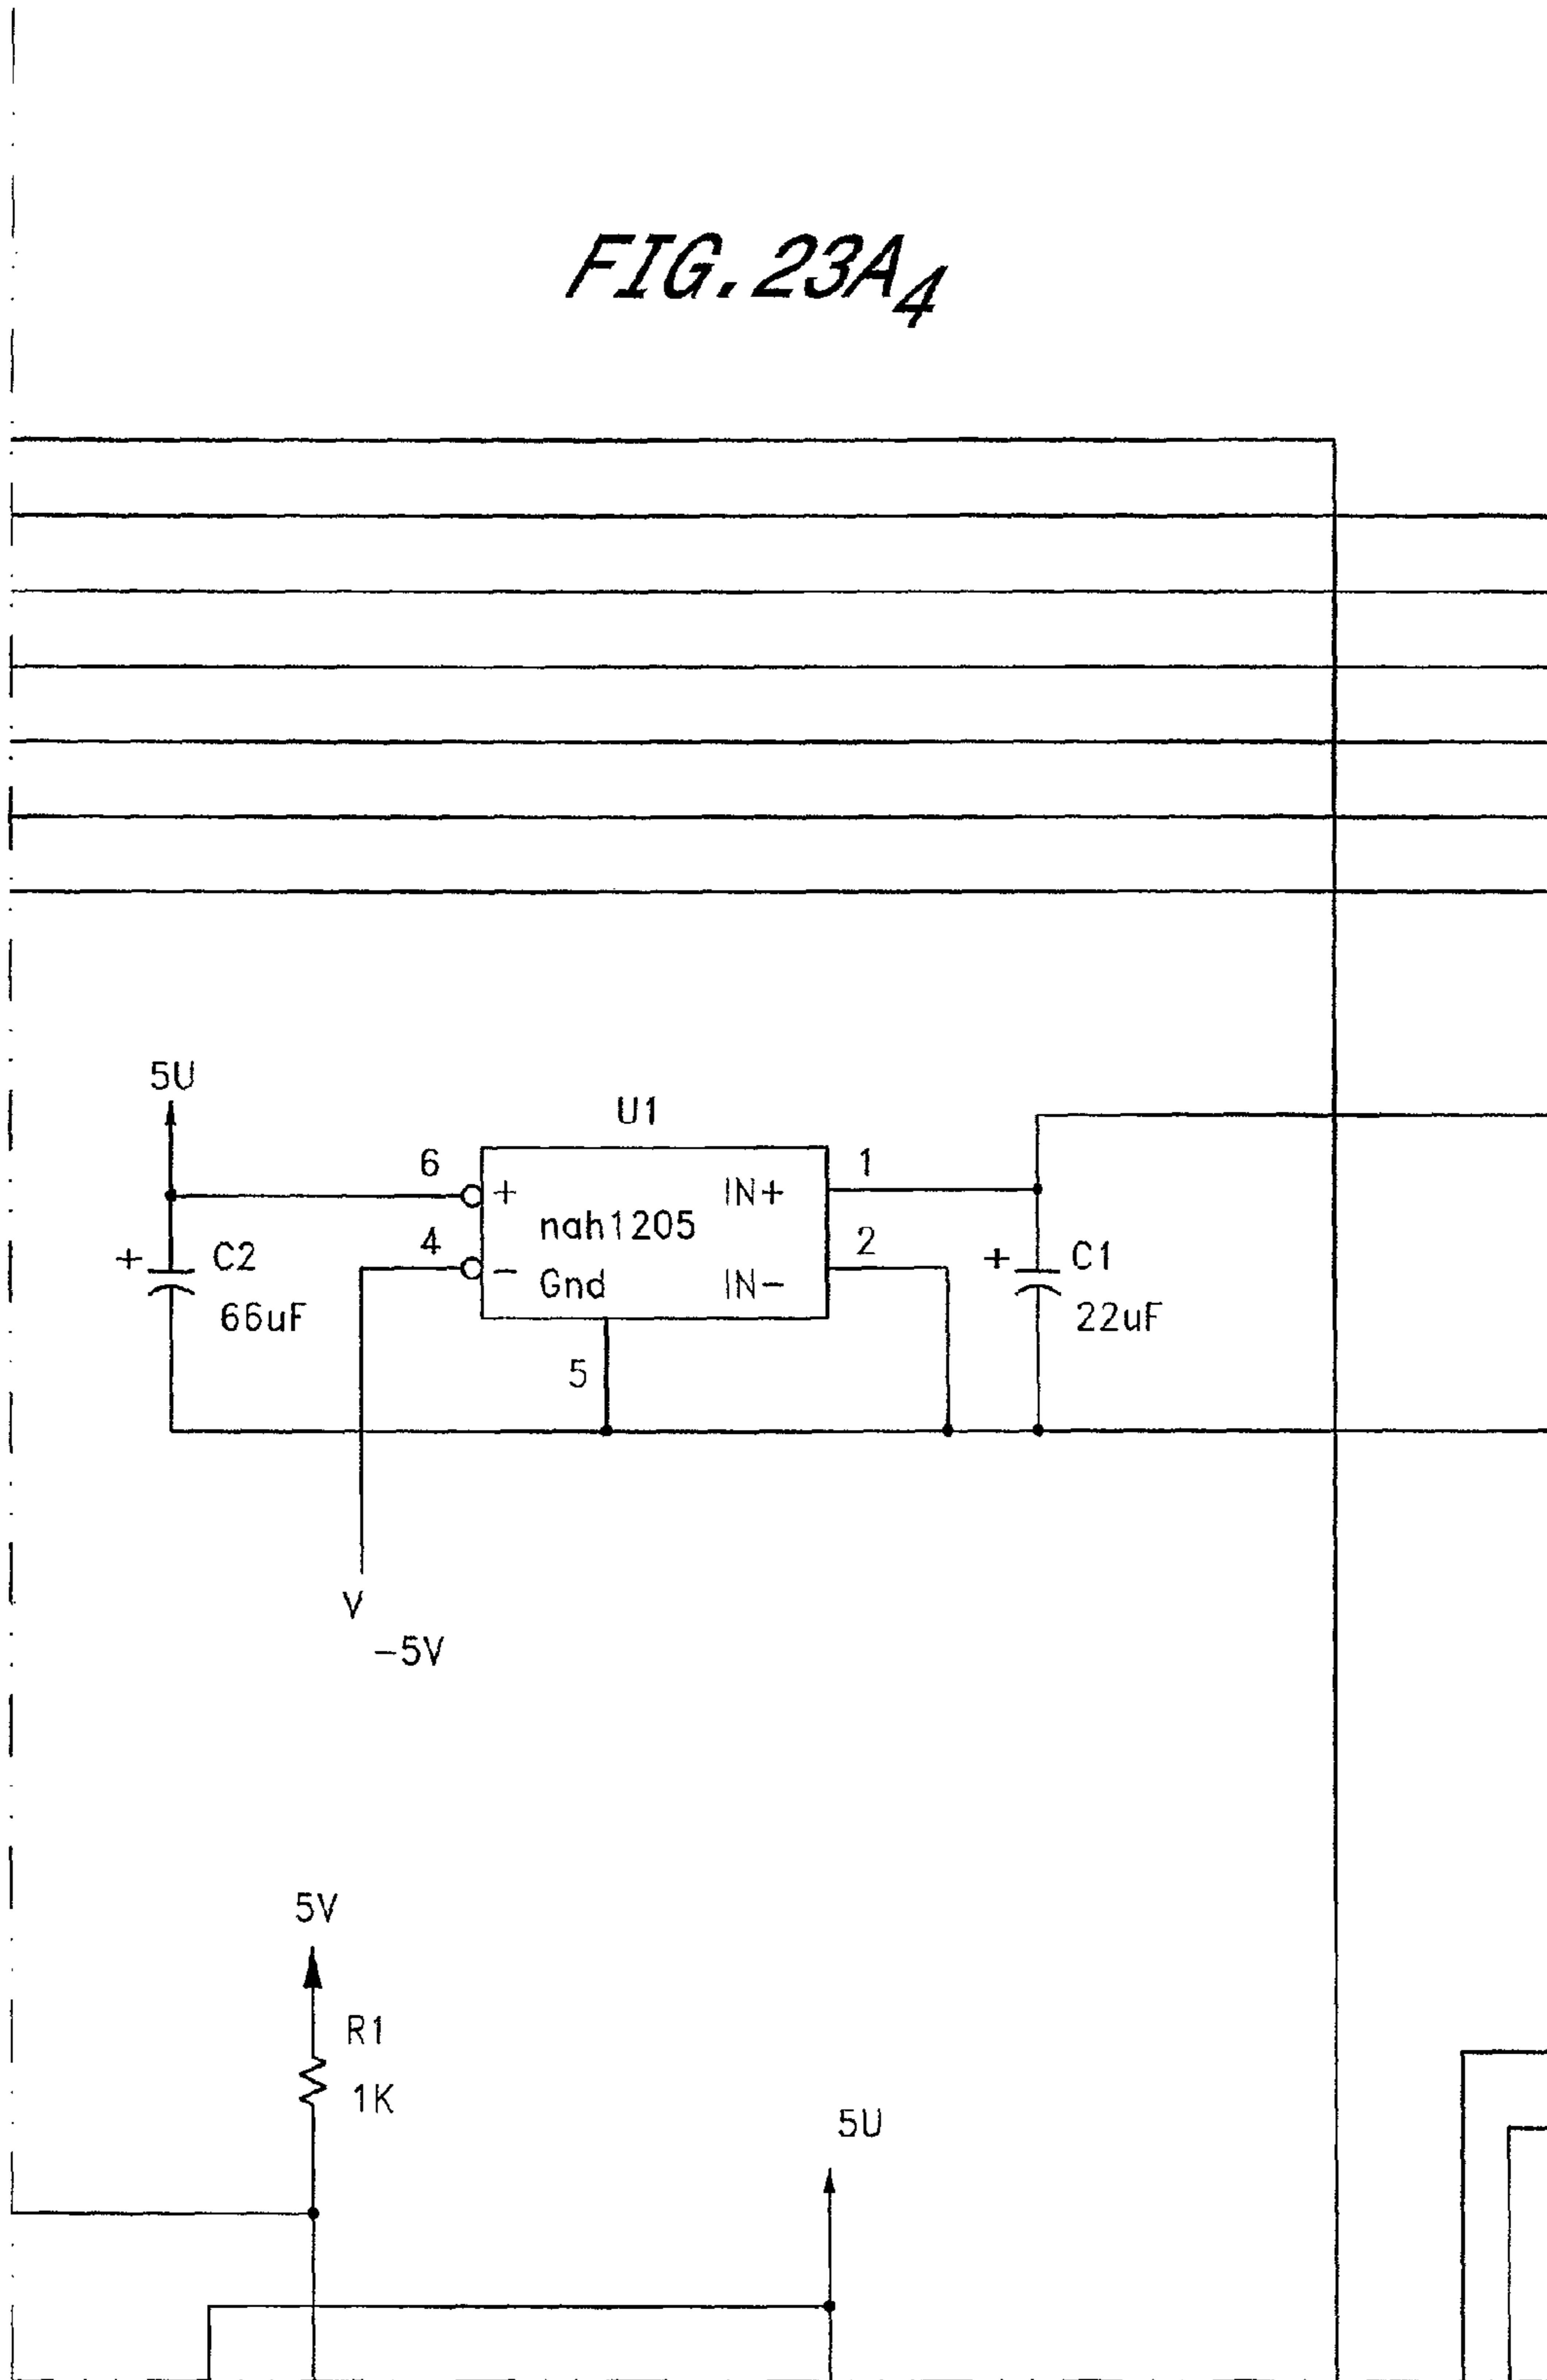 FIG. 23A4
5U
U1
6
+
IN+
1
nah1205
4
-
Gnd
IN-
2
+
C2
66uF
+
C1
22uF
5
V
-5V
5V
R1
1K
5U